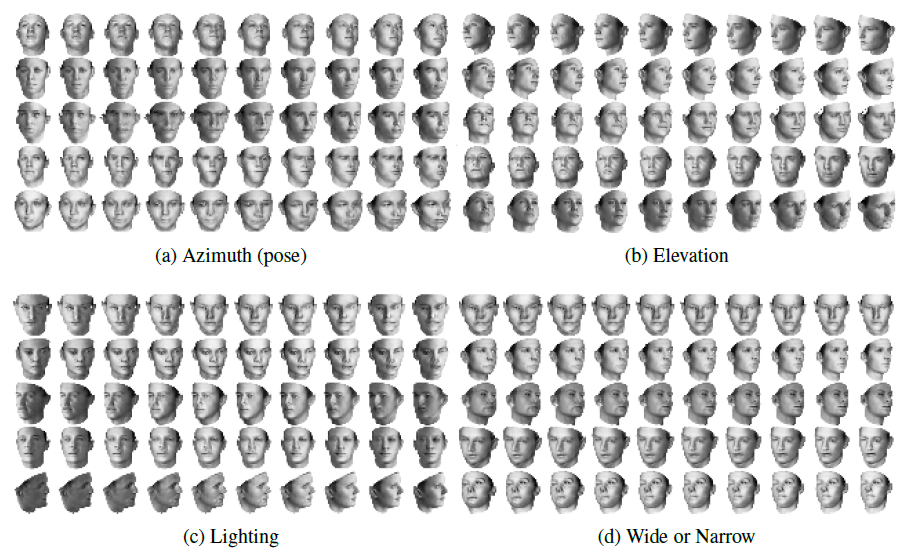 (a) Azimuth (pose)
(b) Elevation
(c) Lighting
(d) Wide or Narrow